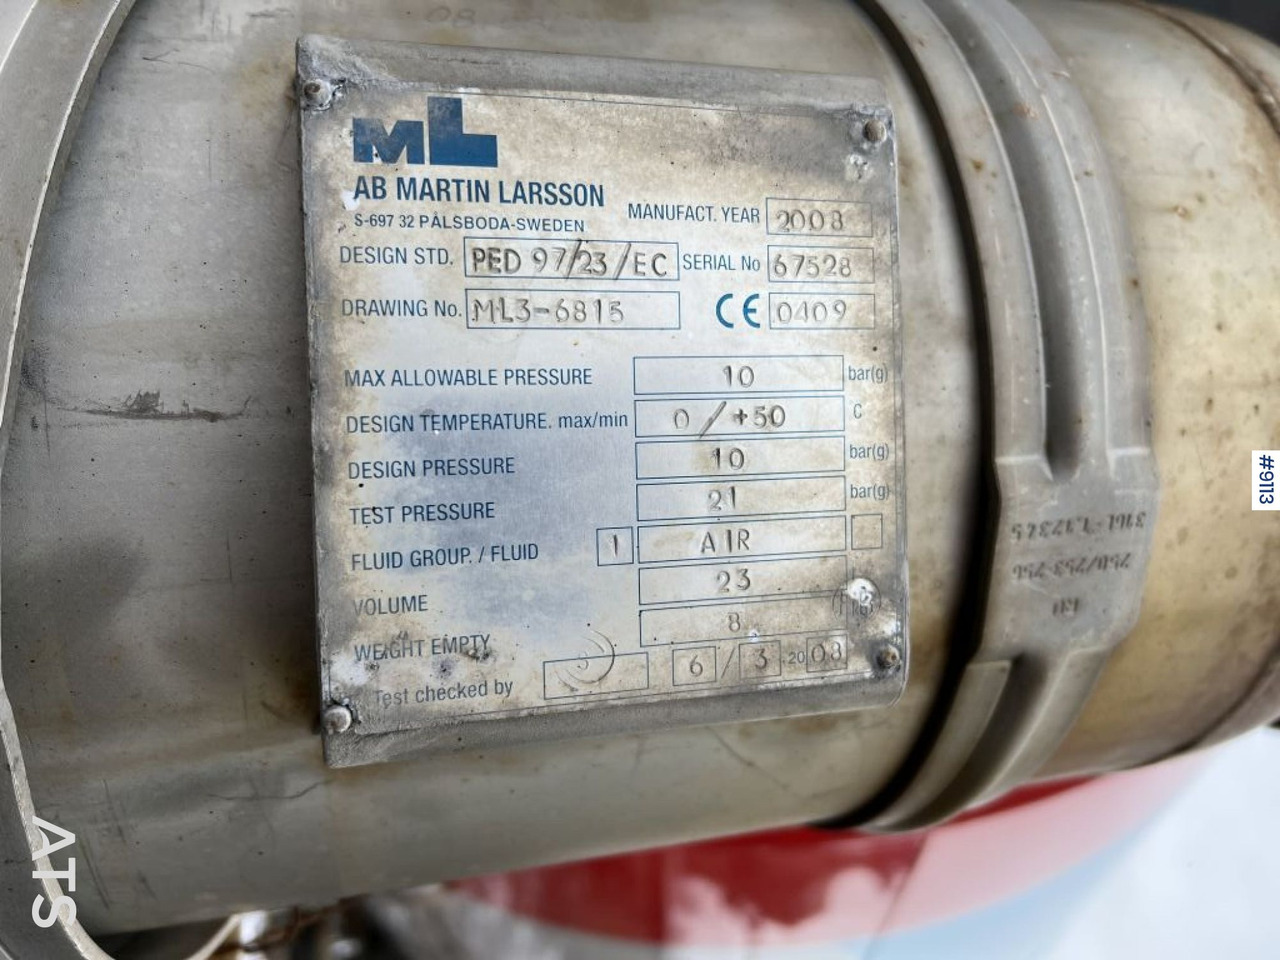 ML
AB MARTIN LARSSON
S-697 32 PÅLSBODA-SWEDEN
MANUFACT. YEAR 2008
DESIGN STD. PED 97/23/EC SERIAL No 67528
DRAWING No. ML3-6815 CE 0409
MAX ALLOWABLE PRESSURE 10 bar(g)
DESIGN TEMPERATURE. max/min 0/+50 C
DESIGN PRESSURE 10 bar(g)
TEST PRESSURE 21 bar(g)
FLUID GROUP. / FLUID 1 AIR
VOLUME 23
WEIGHT EMPTY 8
Test checked by 6 / 3 2008
#9113
ATS